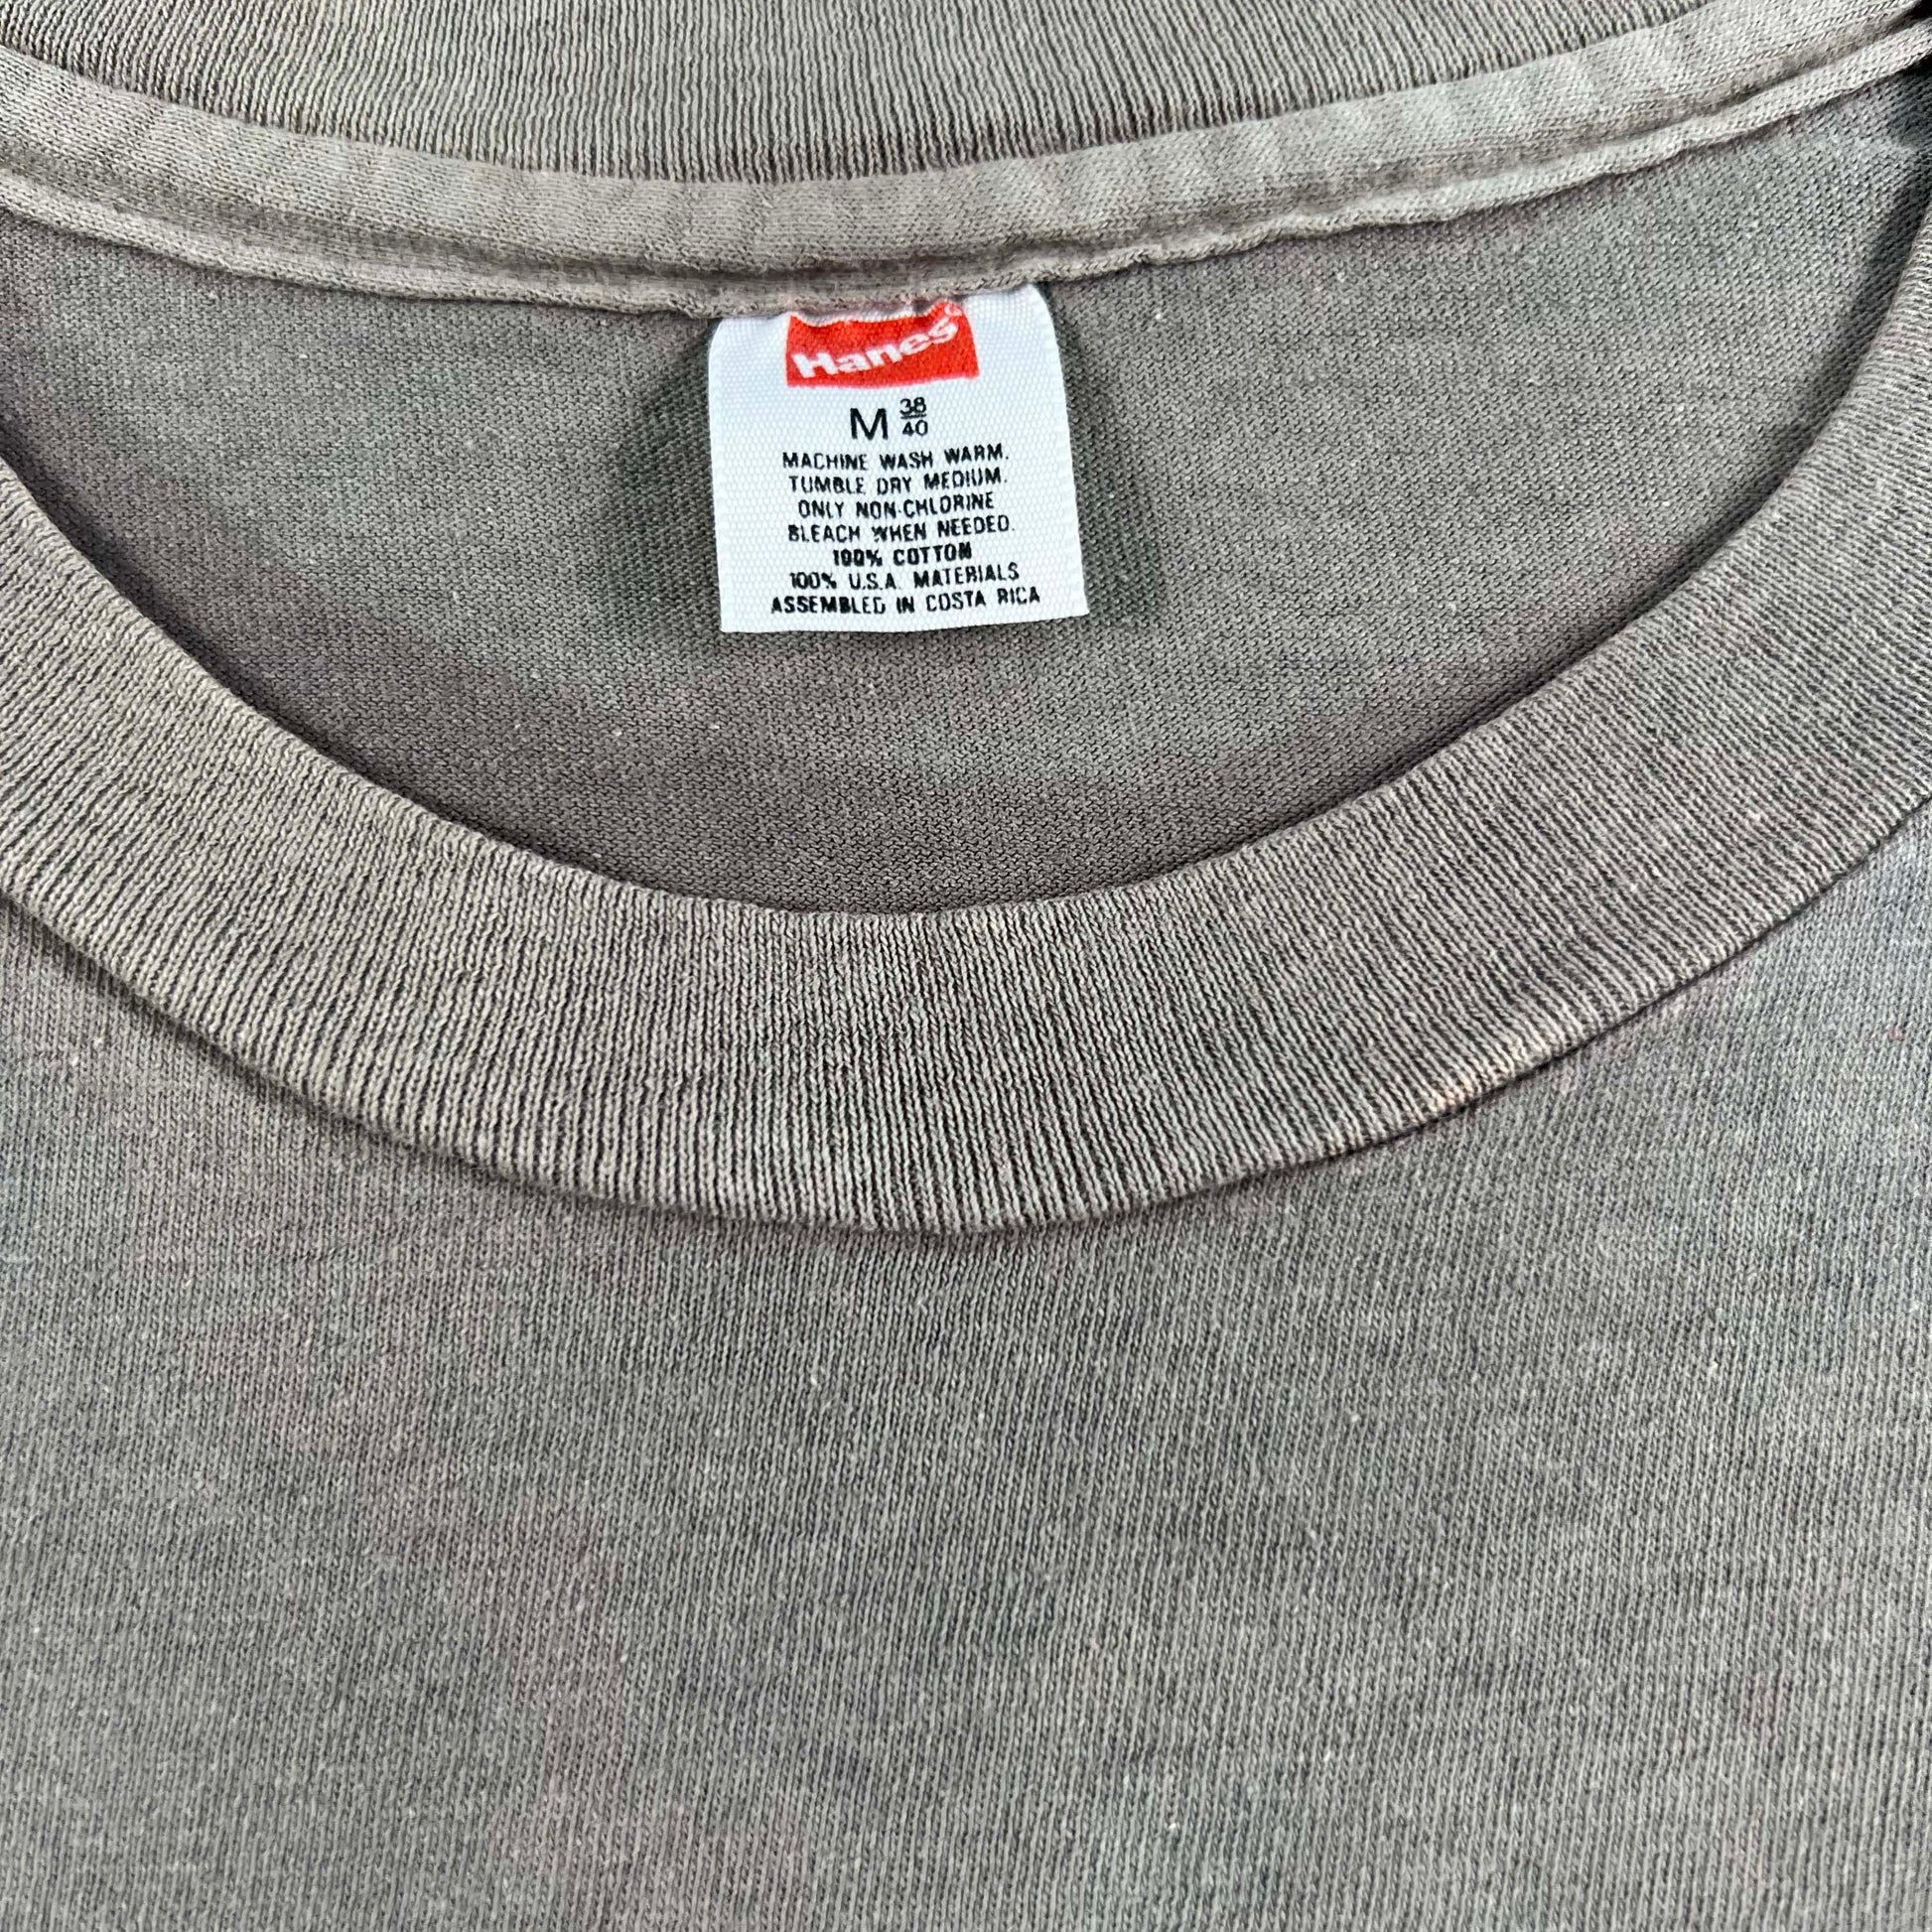 Hanes
M 38/40
MACHINE WASH WARM.
TUMBLE DRY MEDIUM.
ONLY NON-CHLORINE
BLEACH WHEN NEEDED.
100% COTTON
100% U.S.A. MATERIALS
ASSEMBLED IN COSTA RICA